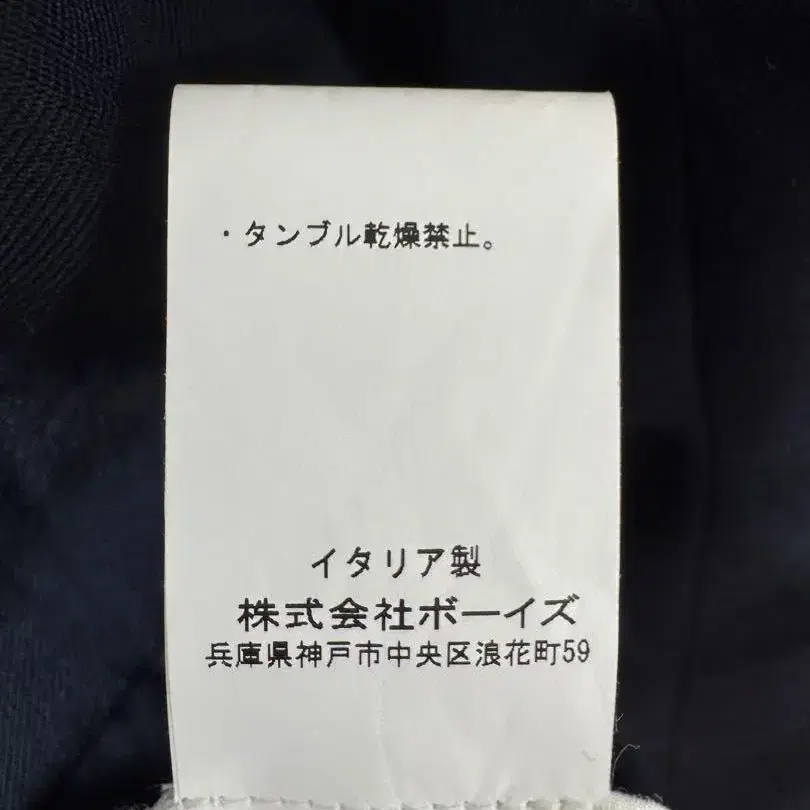 ・タンブル乾燥禁止。
イタリア製
株式会社ボーイズ
兵庫県神戸市中央区浪花町59